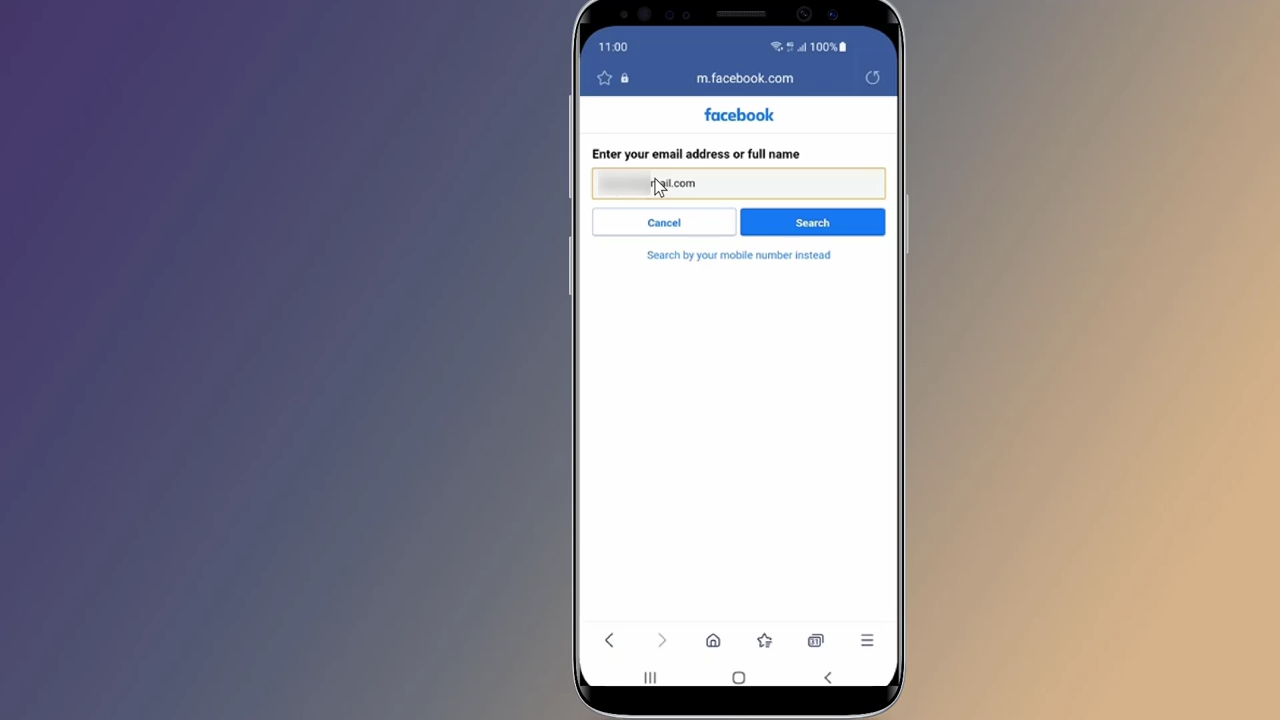 11:00
100%
m.facebook.com
facebook
Enter your email address or full name
mail.com
Cancel
Search
Search by your mobile number instead